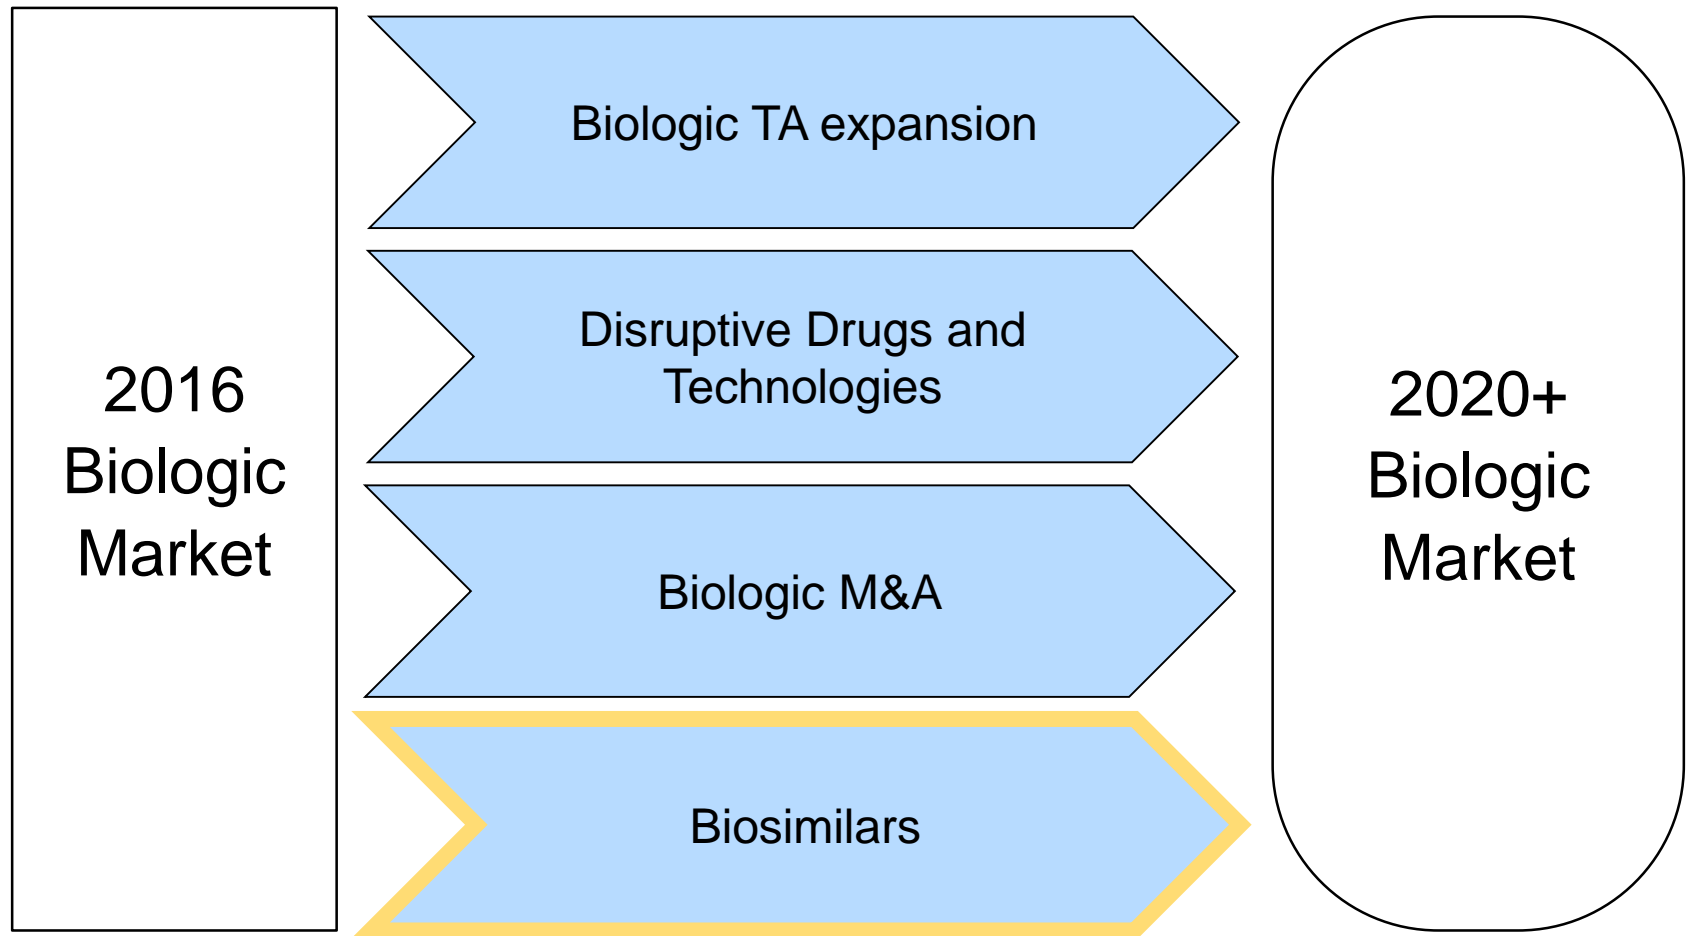 2016
Biologic
Market
Biologic TA expansion
Disruptive Drugs and
Technologies
Biologic M&A
Biosimilars
2020+
Biologic
Market